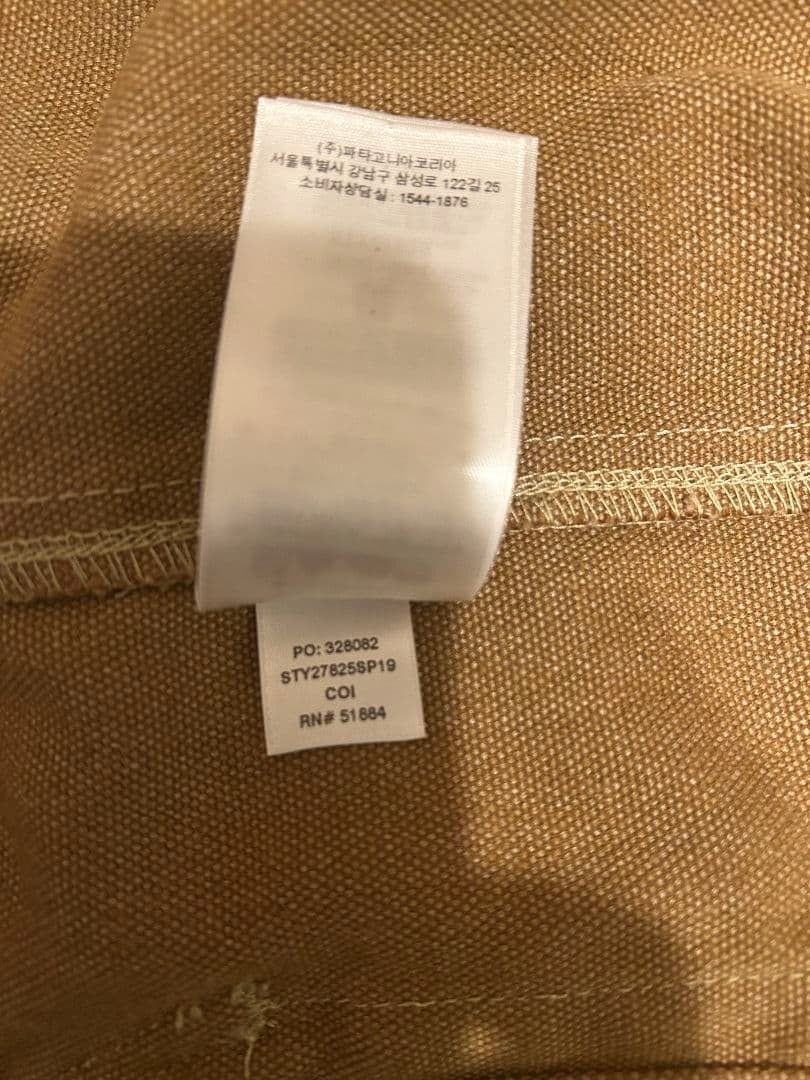 (주)파타고니아코리아
서울특별시 강남구 삼성로 122길 25
소비자상담실 : 1544-1876
PO: 328082
STY27825SP19
COI
RN# 51884